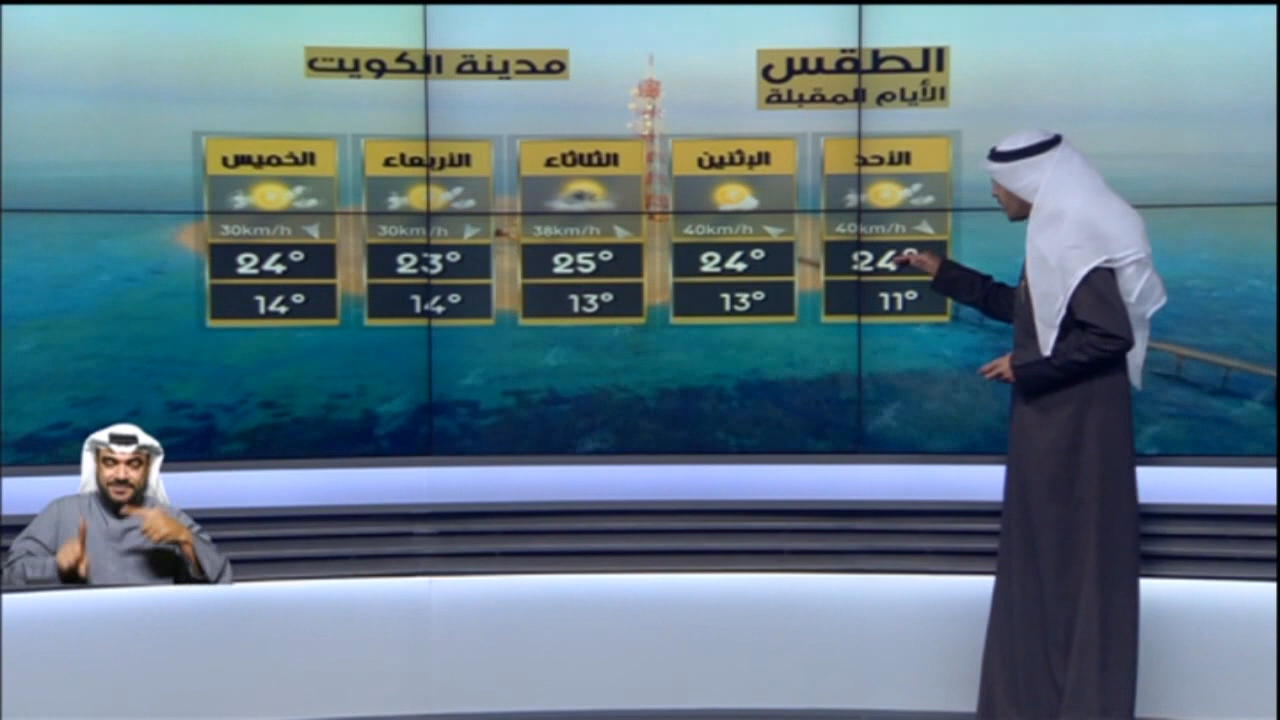 الطقس
الأيام المقبلة
مدينة الكويت
الأحد
40km/h
24°
11°
الإثنين
40km/h
24°
13°
الثلاثاء
38km/h
25°
13°
الأربعاء
30km/h
23°
14°
الخميس
30km/h
24°
14°